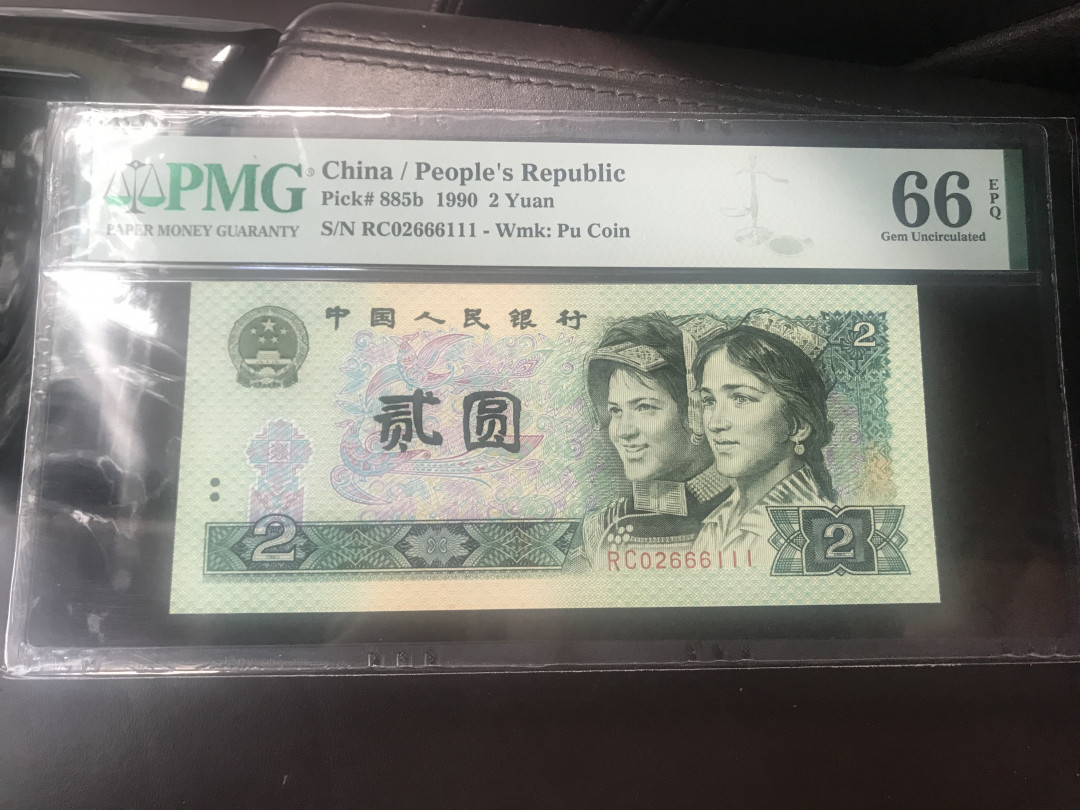 PMG
PAPER MONEY GUARANTY
China / People's Republic
Pick# 885b 1990 2 Yuan
S/N RC02666111 - Wmk: Pu Coin
66
EPQ
Gem Uncirculated
中国人民银行
2
贰圆
2
RC02666111
2